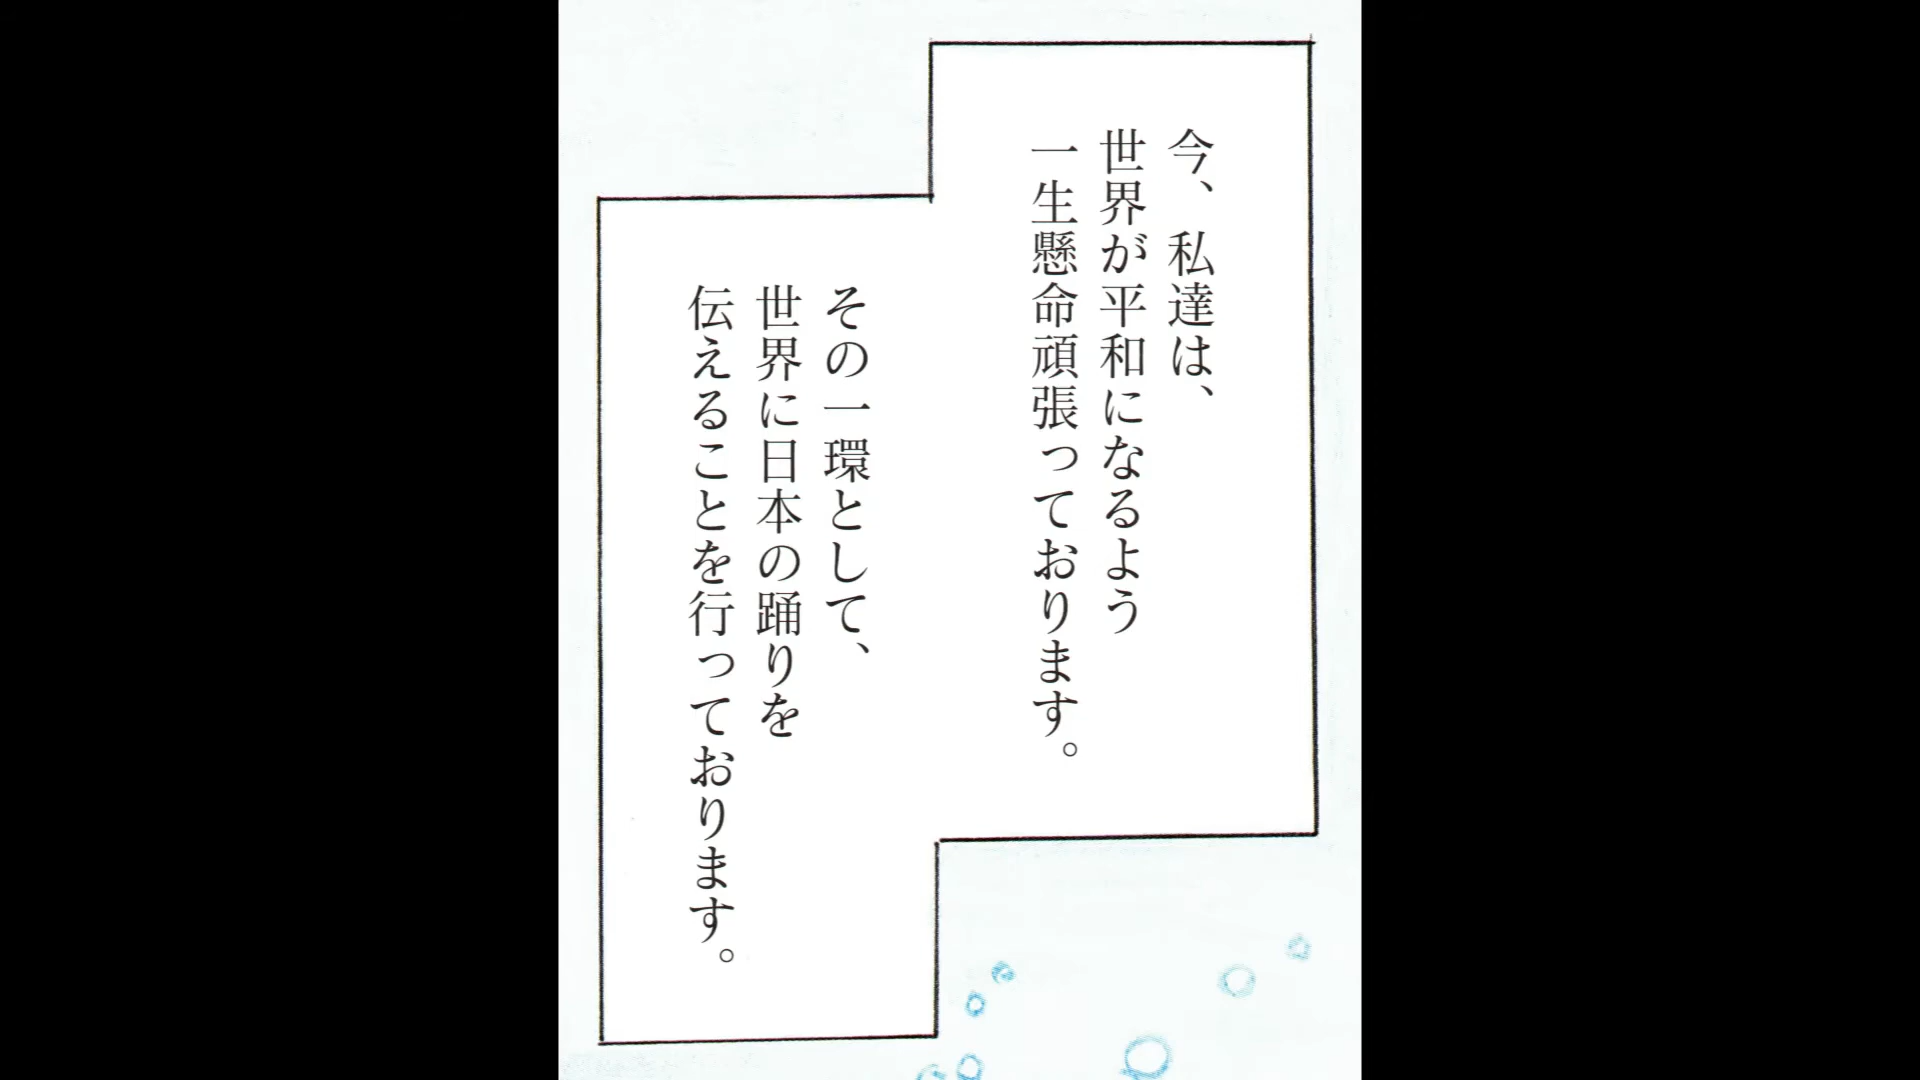 今、私達は、
世界が平和になるよう
一生懸命頑張っております。
その一環として、
世界に日本の踊りを
伝えることを行っております。